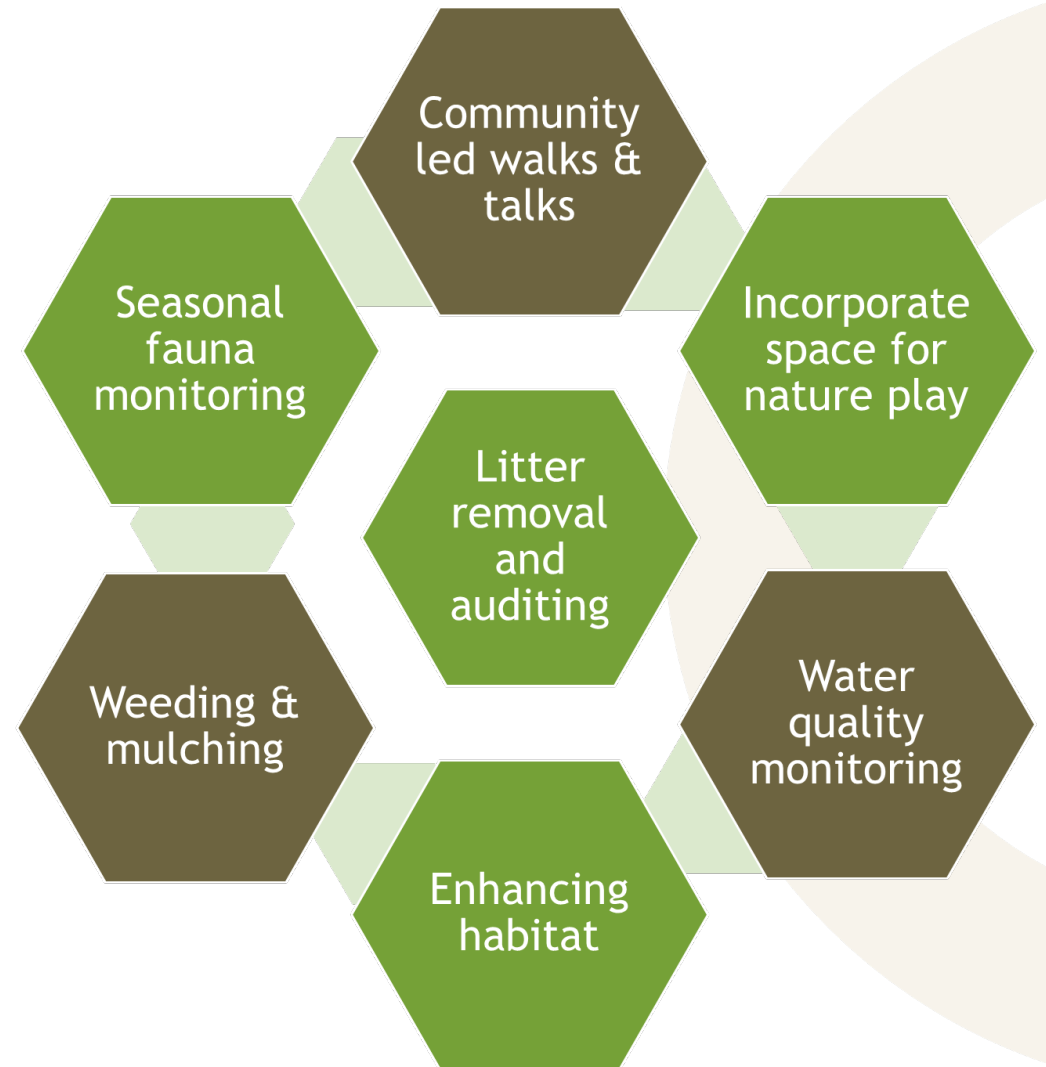 Community
led walks &
talks
Seasonal
fauna
monitoring
Incorporate
space for
nature play
Litter
removal
and
auditing
Weeding &
mulching
Water
quality
monitoring
Enhancing
habitat